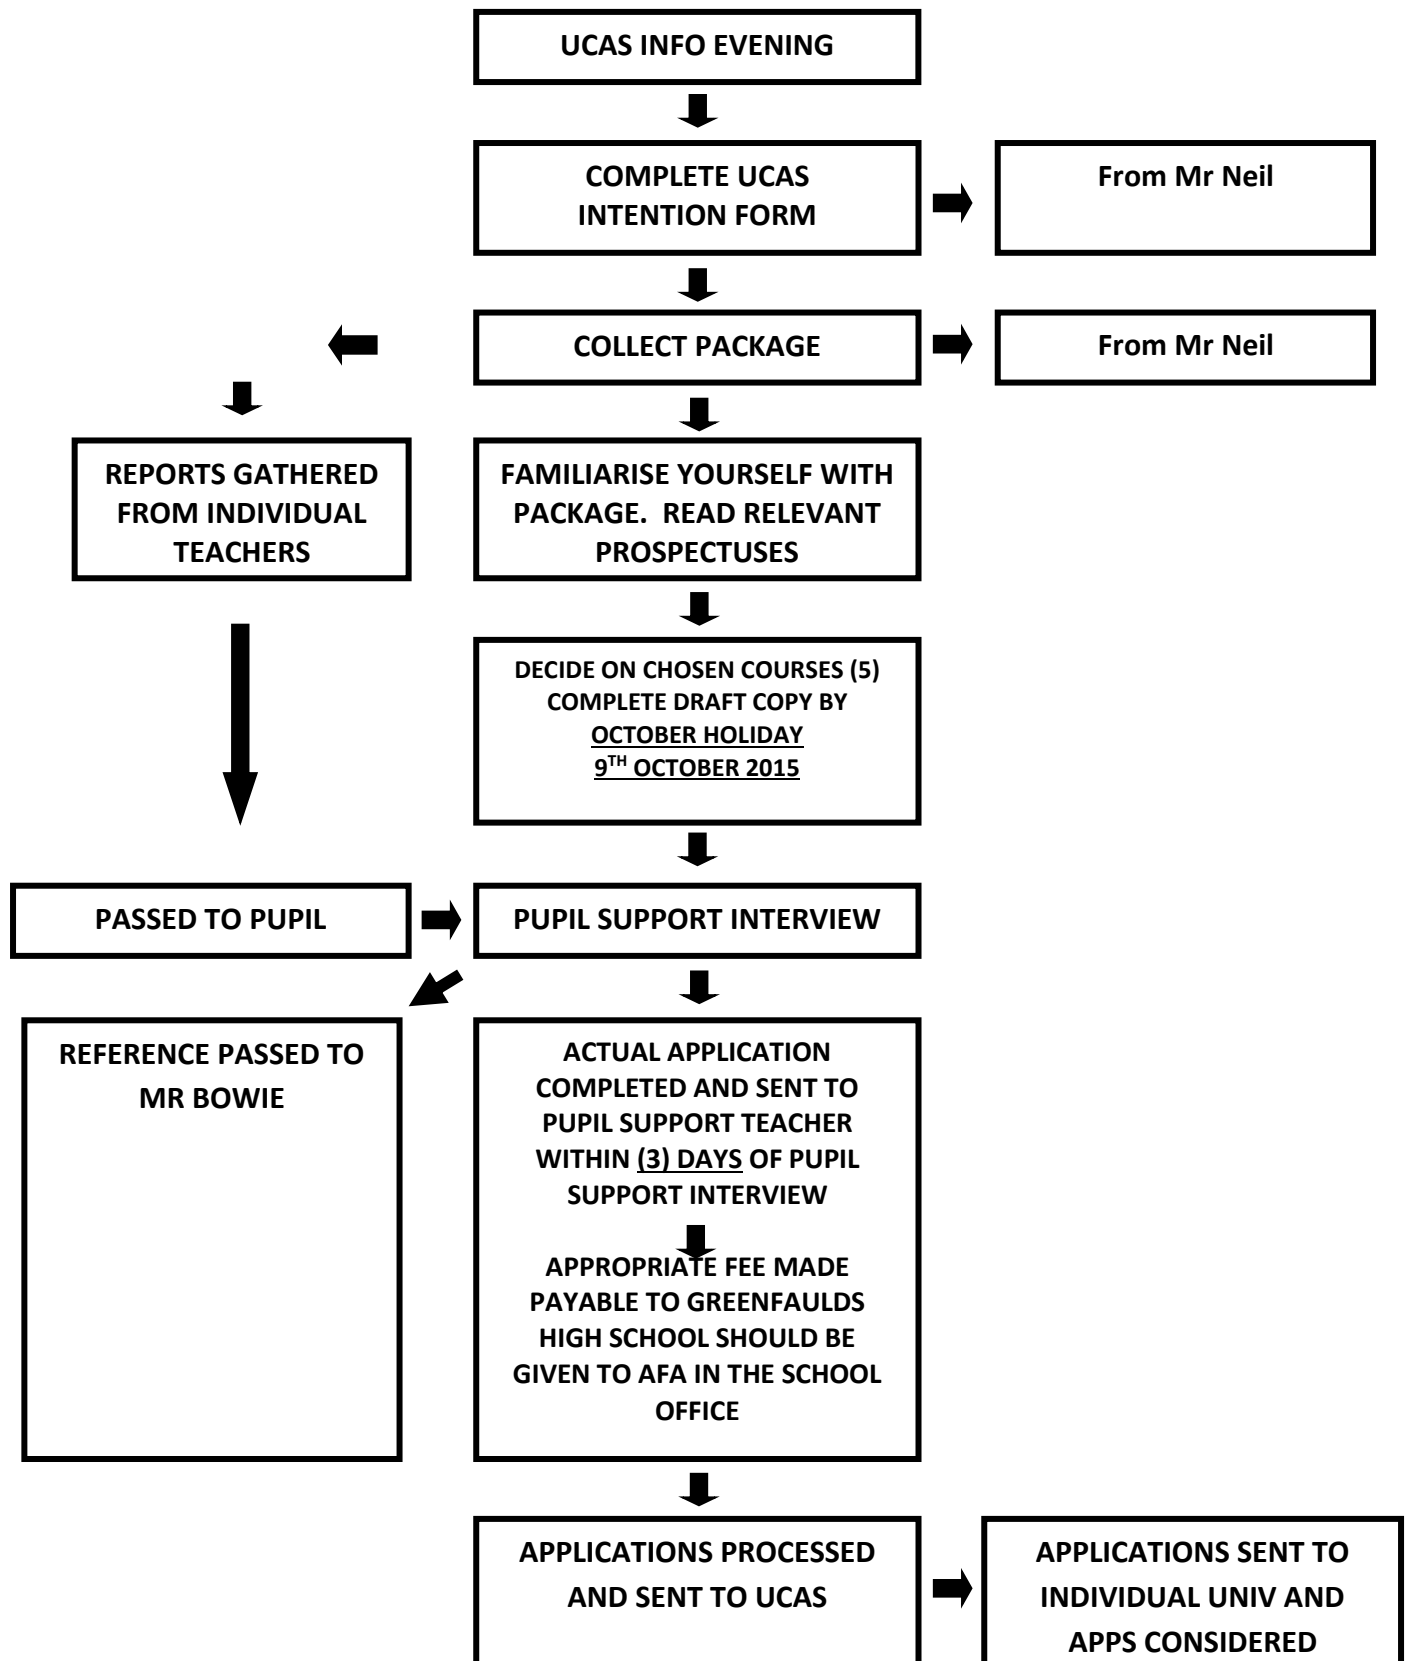 UCAS INFO EVENING
COMPLETE UCAS
INTENTION FORM
From Mr Neil
COLLECT PACKAGE
From Mr Neil
REPORTS GATHERED
FROM INDIVIDUAL
TEACHERS
FAMILIARISE YOURSELF WITH
PACKAGE.  READ RELEVANT
PROSPECTUSES
DECIDE ON CHOSEN COURSES (5)
COMPLETE DRAFT COPY BY
OCTOBER HOLIDAY
9TH OCTOBER 2015
PASSED TO PUPIL
PUPIL SUPPORT INTERVIEW
REFERENCE PASSED TO
MR BOWIE
ACTUAL APPLICATION
COMPLETED AND SENT TO
PUPIL SUPPORT TEACHER
WITHIN (3) DAYS OF PUPIL
SUPPORT INTERVIEW
APPROPRIATE FEE MADE
PAYABLE TO GREENFAULDS
HIGH SCHOOL SHOULD BE
GIVEN TO AFA IN THE SCHOOL
OFFICE
APPLICATIONS PROCESSED
AND SENT TO UCAS
APPLICATIONS SENT TO
INDIVIDUAL UNIV AND
APPS CONSIDERED